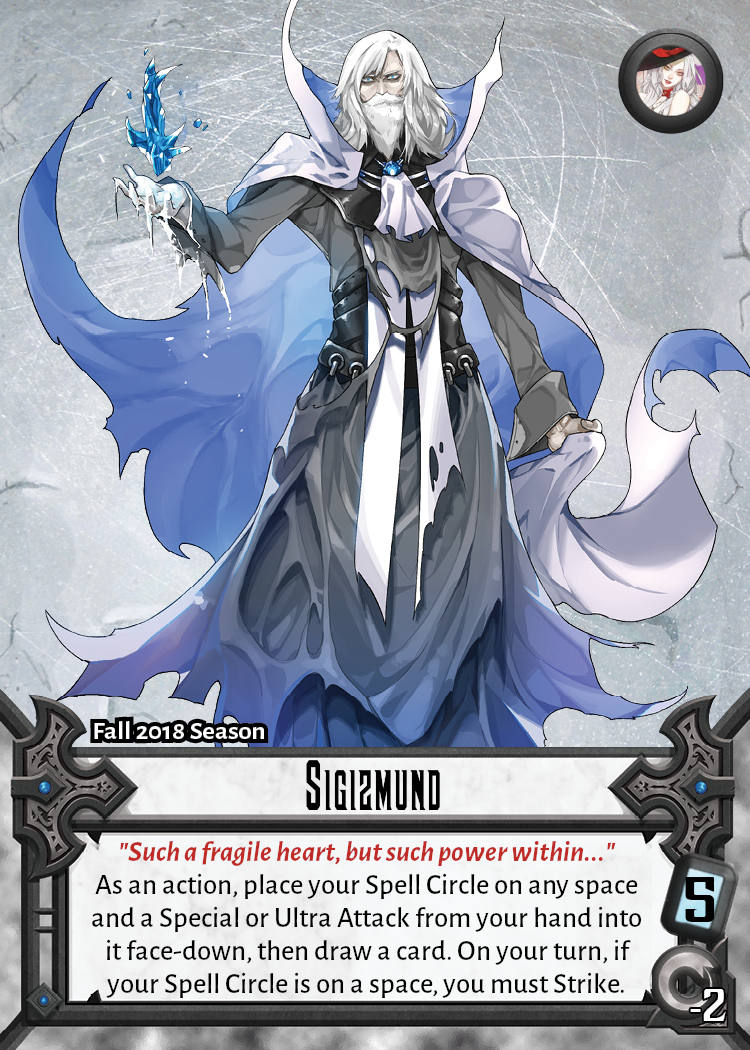 Fall 2018 Season
Sigizmund
"Such a fragile heart, but such power within..."
As an action, place your Spell Circle on any space
and a Special or Ultra Attack from your hand into
it face-down, then draw a card. On your turn, if
your Spell Circle is on a space, you must Strike.
S
-2